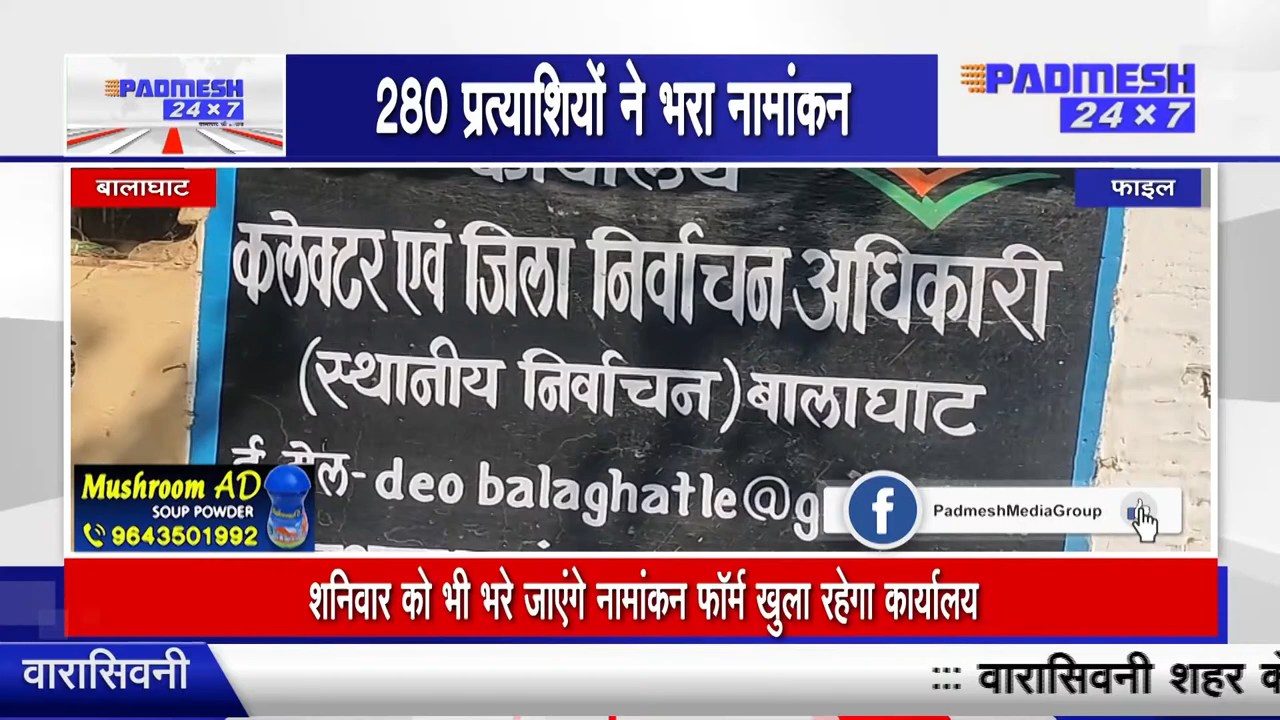 PADMESH
24×7
280 प्रत्याशियों ने भरा नामांकन
PADMESH
24×7
बालाघाट
फाइल
कार्यालय
कलेक्टर एवं जिला निर्वाचन अधिकारी
(स्थानीय निर्वाचन) बालाघाट
ई-मेल- deo balaghatle@g
Mushroom AD
SOUP POWDER
9643501992
f PadmeshMediaGroup
शनिवार को भी भरे जाएंगे नामांकन फॉर्म खुला रहेगा कार्यालय
वारासिवनी
::: वारासिवनी शहर के